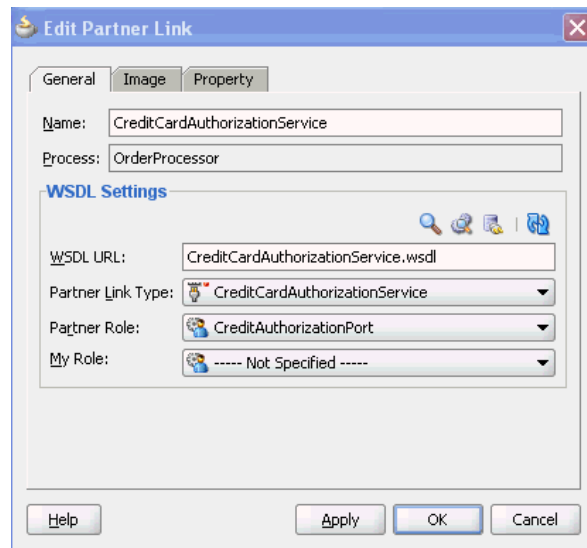 Edit Partner Link
General Image Property
Name: CreditCardAuthorizationService
Process: OrderProcessor
WSDL Settings
WSDL URL: CreditCardAuthorizationService.wsdl
Partner Link Type: CreditCardAuthorizationService
Partner Role: CreditAuthorizationPort
My Role: ----- Not Specified -----
Help Apply OK Cancel